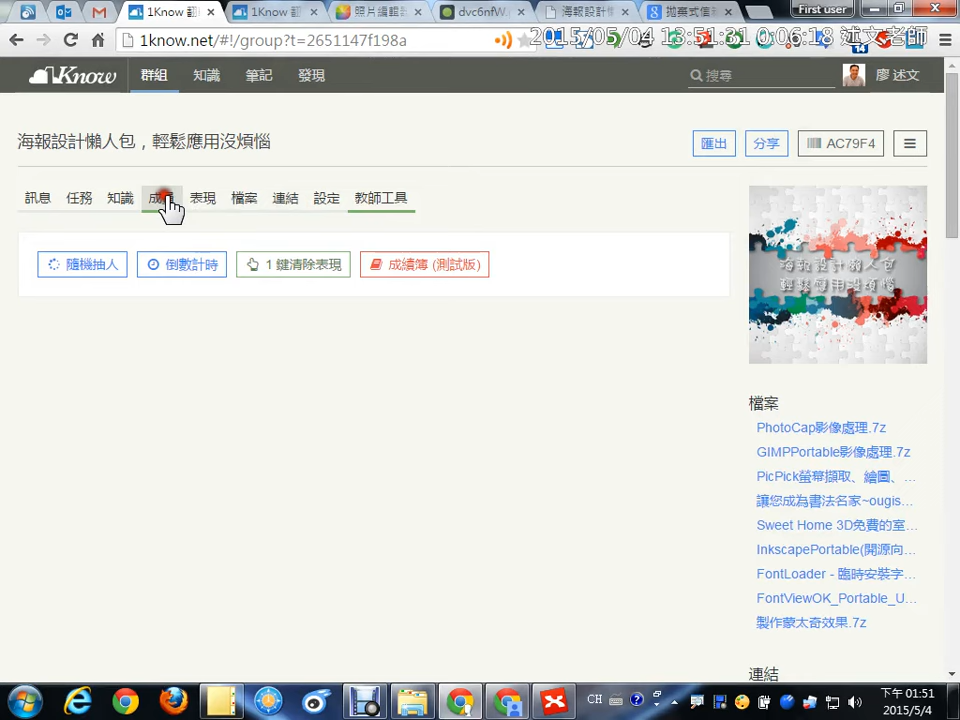 1Know 翻
1Know 翻
照片編輯
dvc6nfW.
海報設計懶
拋棄式信
First user
1know.net/#!/group?t=2651147f198a
2015/05/04 13:51:31 0:06:18 述文老師
14
1Know
群組
知識
筆記
發現
搜尋
廖 述文
海報設計懶人包，輕鬆應用沒煩惱
匯出
分享
AC79F4
訊息
任務
知識
表現
檔案
連結
設定
教師工具
隨機抽人
倒數計時
1 鍵清除表現
成績簿 (測試版)
海報設計懶人包
輕鬆應用沒煩惱
檔案
PhotoCap影像處理.7z
GIMPPortable影像處理.7z
PicPick螢幕擷取、繪圖、...
讓您成為書法名家~ougis...
Sweet Home 3D免費的室...
InkscapePortable(開源向...
FontLoader - 臨時安裝字...
FontViewOK_Portable_U...
製作蒙太奇效果.7z
連結
CH
下午 01:51
2015/5/4